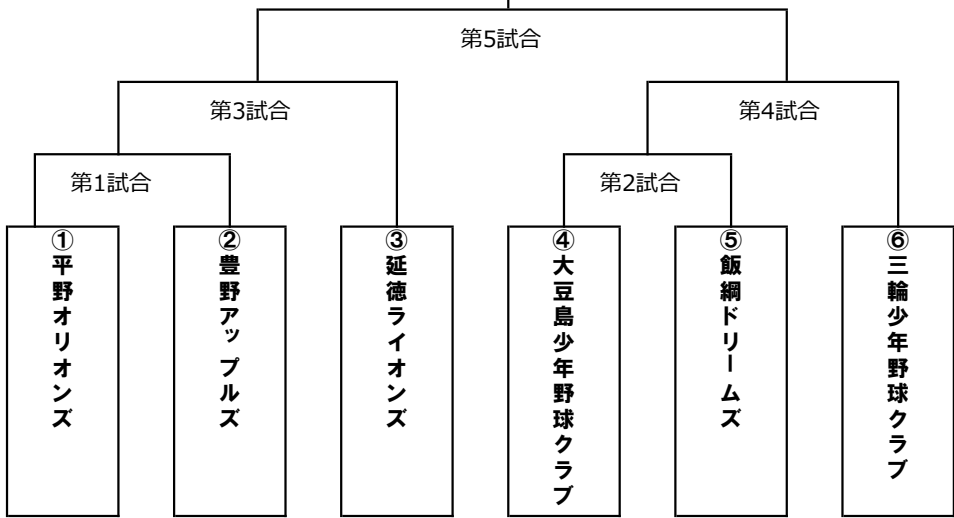 第5試合
第3試合
第4試合
第1試合
第2試合
①平野オリオンズ
②豊野アップルズ
③延徳ライオンズ
④大豆島少年野球クラブ
⑤飯綱ドリームズ
⑥三輪少年野球クラブ